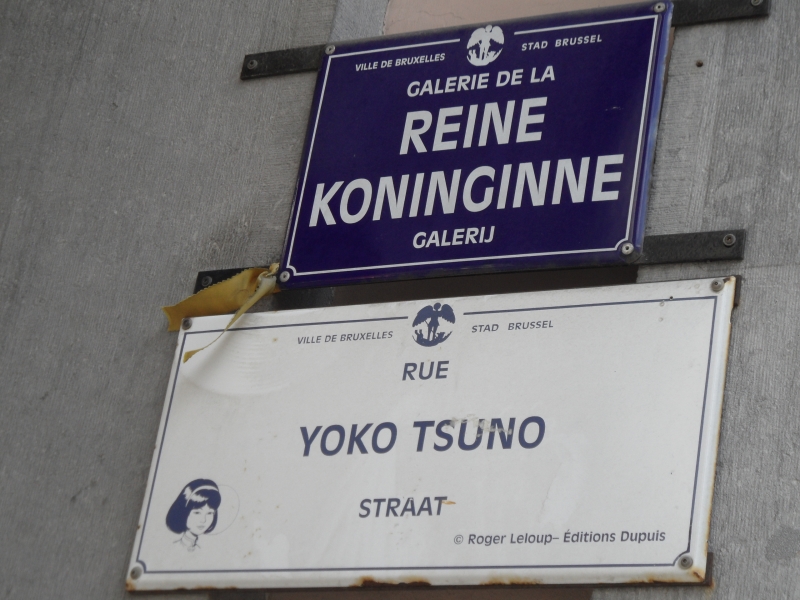 VILLE DE BRUXELLES STAD BRUSSEL
GALERIE DE LA
REINE
KONINGINNE
GALERIJ
VILLE DE BRUXELLES STAD BRUSSEL
RUE
YOKO TSUNO
STRAAT
© Roger Leloup– Éditions Dupuis